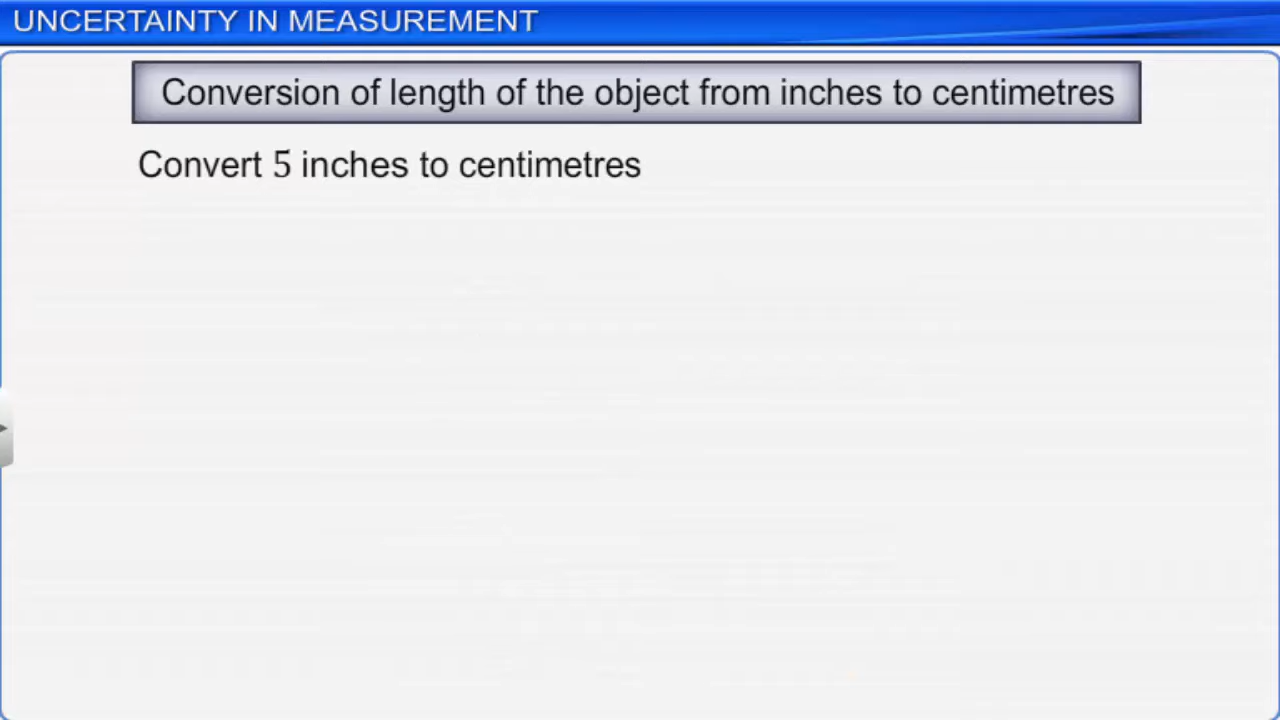 UNCERTAINTY IN MEASUREMENT
Conversion of length of the object from inches to centimetres
Convert 5 inches to centimetres